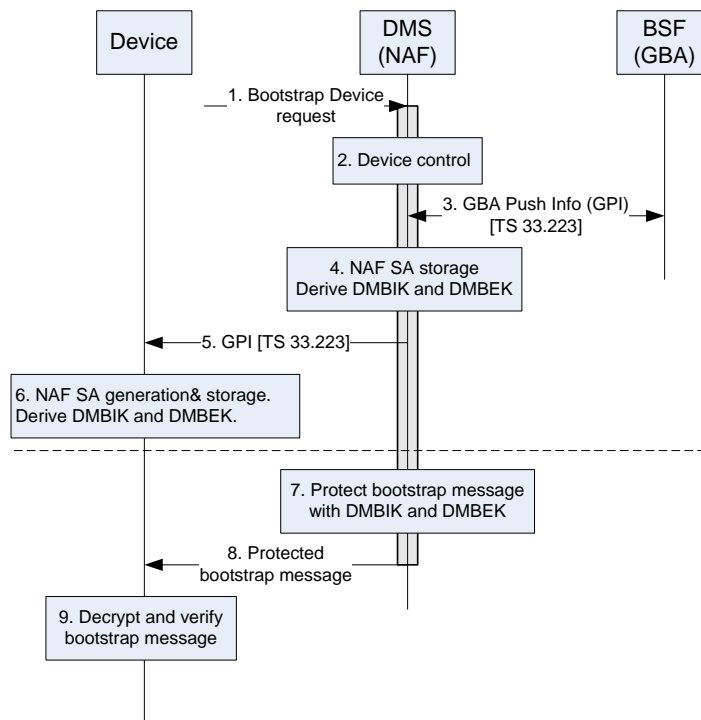 Device
DMS
(NAF)
BSF
(GBA)
1. Bootstrap Device
request
2. Device control
3. GBA Push Info (GPI)
[TS 33.223]
4. NAF SA storage
Derive DMBIK and DMBEK
5. GPI [TS 33.223]
6. NAF SA generation& storage.
Derive DMBIK and DMBEK.
7. Protect bootstrap message
with DMBIK and DMBEK
8. Protected
bootstrap message
9. Decrypt and verify
bootstrap message